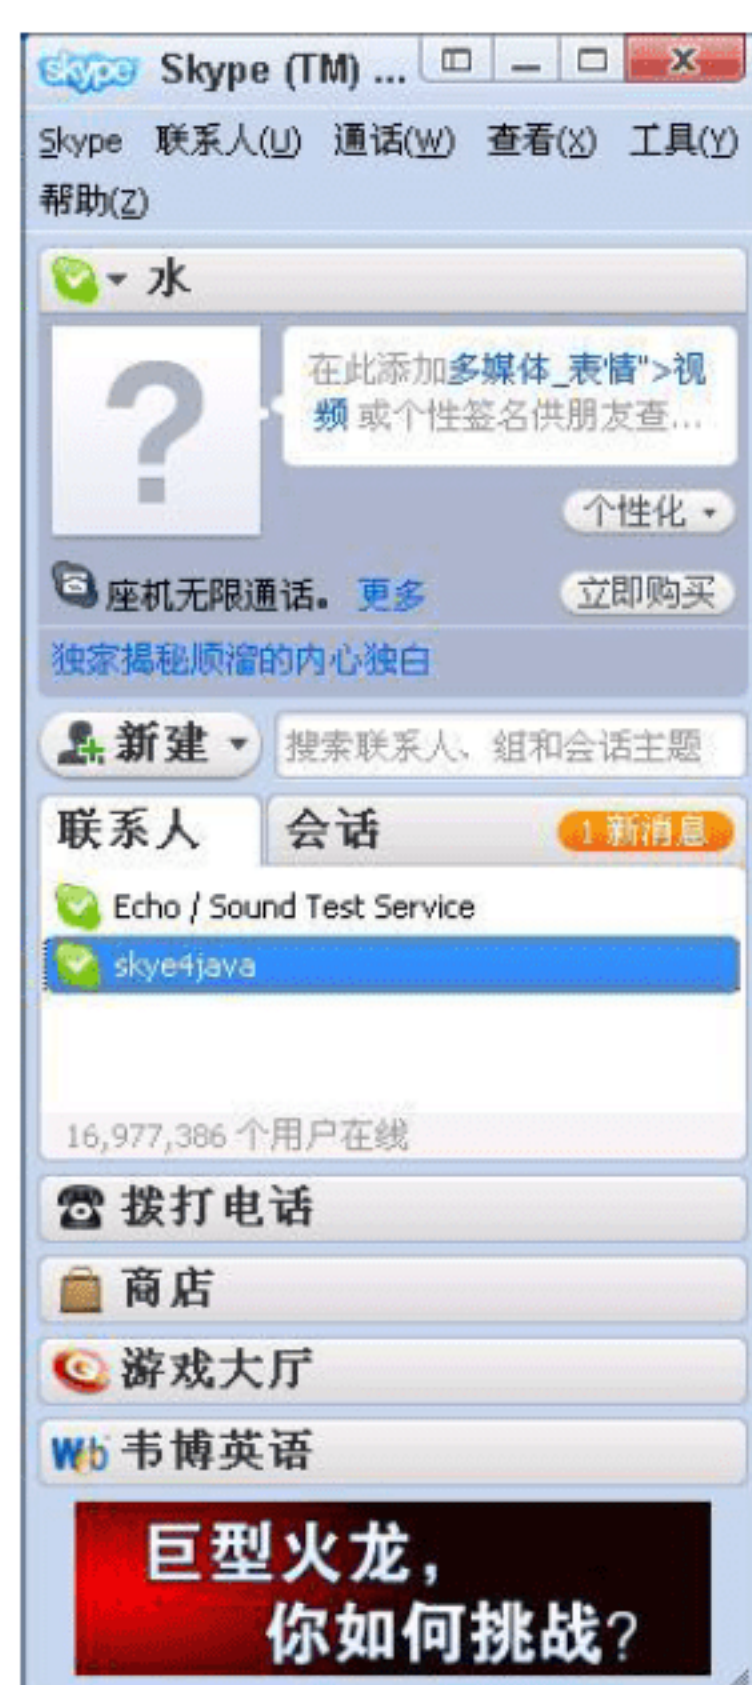 skype Skype (TM) ...
Skype 联系人(U) 通话(W) 查看(X) 工具(Y)
帮助(Z)
水
?
在此添加多媒体_表情">视
频 或个性签名供朋友查...
个性化
座机无限通话。 更多 立即购买
独家揭秘顺溜的内心独白
新建 搜索联系人、组和会话主题
联系人 会话 1 新消息
Echo / Sound Test Service
skye4java
16,977,386 个用户在线
拨打电话
商店
游戏大厅
Wb 韦博英语
巨型火龙,
你如何挑战?